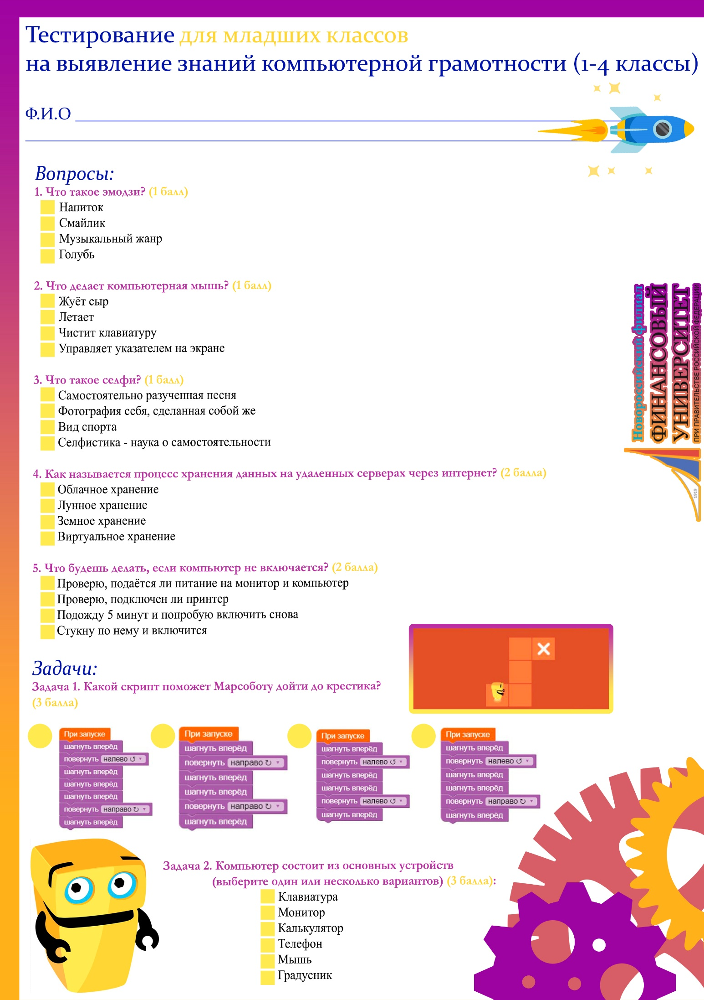 Тестирование для младших классов
на выявление знаний компьютерной грамотности (1-4 классы)
Ф.И.О
Вопросы:
1. Что такое эмодзи? (1 балл)
Напиток
Смайлик
Музыкальный жанр
Голубь
2. Что делает компьютерная мышь? (1 балл)
Жуёт сыр
Летает
Чистит клавиатуру
Управляет указателем на экране
3. Что такое селфи? (1 балл)
Самостоятельно разученная песня
Фотография себя, сделанная собой же
Вид спорта
Селфистика - наука о самостоятельности
4. Как называется процесс хранения данных на удаленных серверах через интернет? (2 балла)
Облачное хранение
Лунное хранение
Земное хранение
Виртуальное хранение
5. Что будешь делать, если компьютер не включается? (2 балла)
Проверю, подаётся ли питание на монитор и компьютер
Проверю, подключен ли принтер
Подожду 5 минут и попробую включить снова
Стукну по нему и включится
Новороссийский филиал
ФИНАНСОВЫЙ
УНИВЕРСИТЕТ
ПРИ ПРАВИТЕЛЬСТВЕ РОССИЙСКОЙ ФЕДЕРАЦИИ
1919
Задачи:
Задача 1. Какой скрипт поможет Марсоботу дойти до крестика?
(3 балла)
При запуске
шагнуть вперёд
повернуть налево
шагнуть вперёд
шагнуть вперёд
шагнуть вперёд
повернуть направо
шагнуть вперёд
При запуске
шагнуть вперёд
повернуть направо
шагнуть вперёд
шагнуть вперёд
повернуть направо
шагнуть вперёд
При запуске
шагнуть вперёд
повернуть налево
шагнуть вперёд
шагнуть вперёд
повернуть налево
шагнуть вперёд
При запуске
шагнуть вперёд
повернуть налево
шагнуть вперёд
шагнуть вперёд
повернуть направо
шагнуть вперёд
Задача 2. Компьютер состоит из основных устройств
(выберите один или несколько вариантов) (3 балла):
Клавиатура
Монитор
Калькулятор
Телефон
Мышь
Градусник